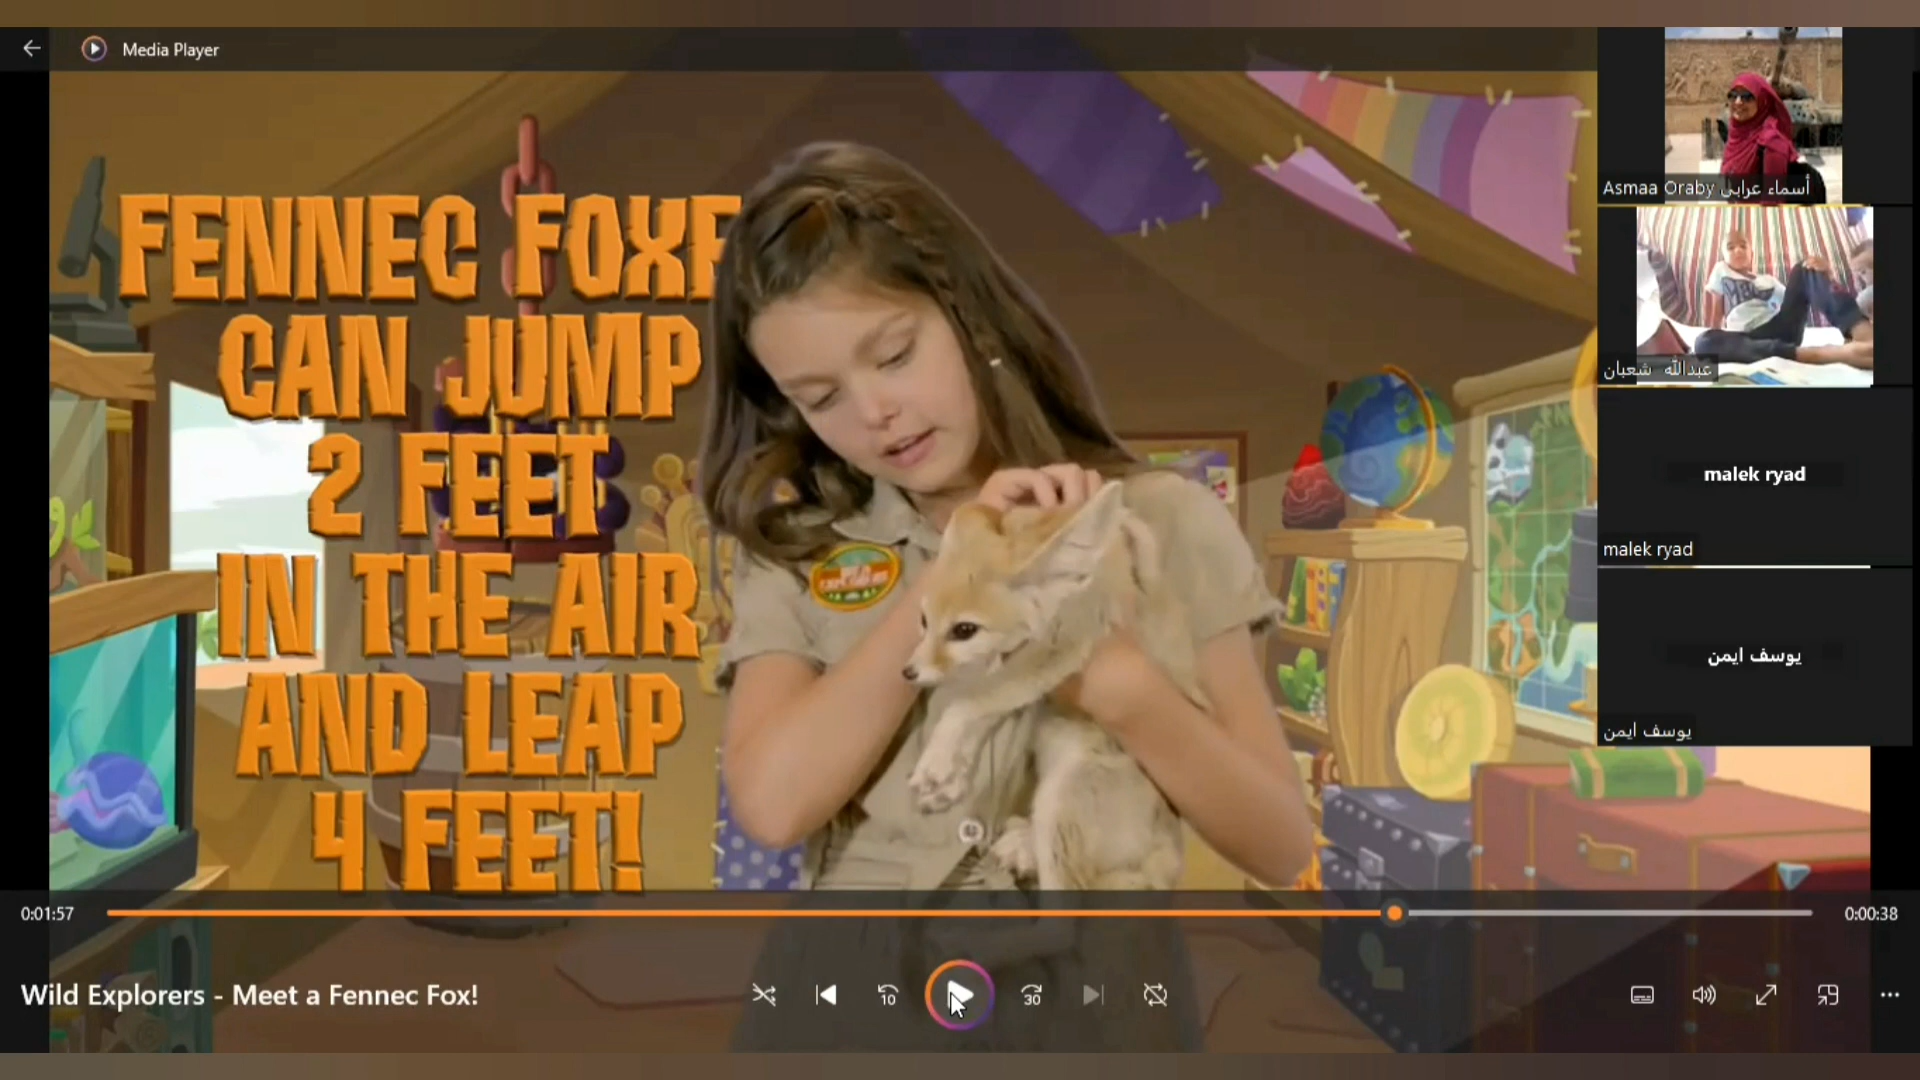 Media Player
FENNEC FOXE
CAN JUMP
2 FEET
IN THE AIR
AND LEAP
4 FEET!
Asmaa Oraby أسماء عرابى
عبدالله شعبان
malek ryad
malek ryad
يوسف ايمن
يوسف ايمن
0:01:57
0:00:38
Wild Explorers - Meet a Fennec Fox!
10
30